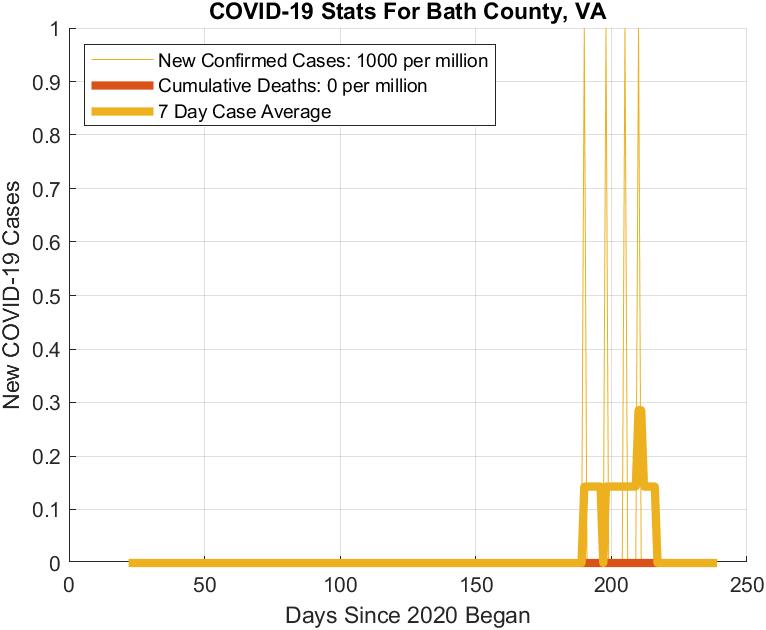 COVID-19 Stats For Bath County, VA
New Confirmed Cases: 1000 per million
Cumulative Deaths: 0 per million
7 Day Case Average
New COVID-19 Cases
1
0.9
0.8
0.7
0.6
0.5
0.4
0.3
0.2
0.1
0
0 50 100 150 200 250
Days Since 2020 Began